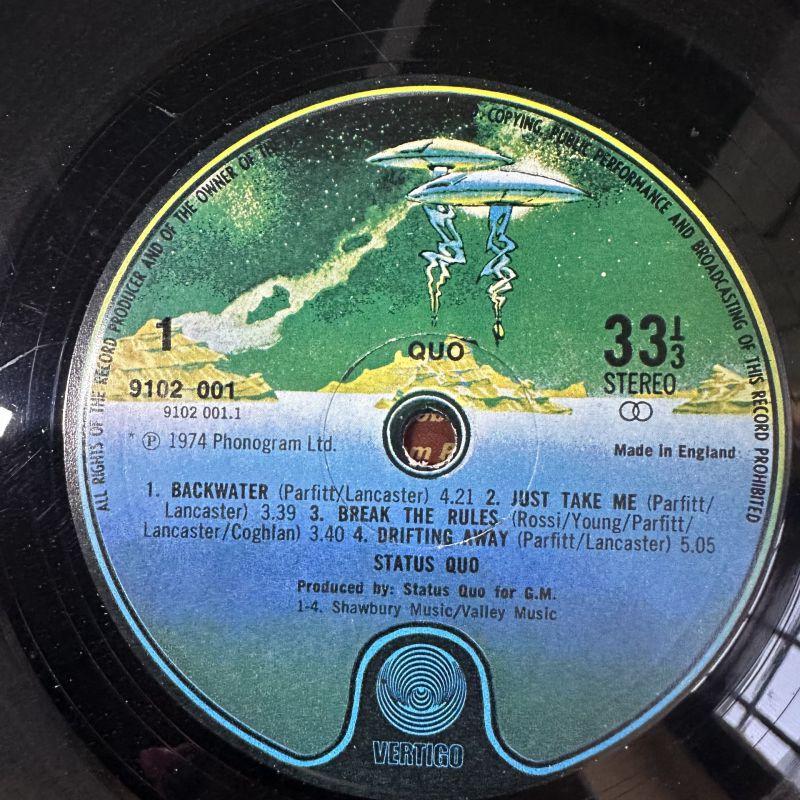 ALL RIGHTS OF THE RECORD PRODUCER AND OF THE OWNER OF THE
COPYING, PUBLIC PERFORMANCE AND BROADCASTING OF THIS RECORD PROHIBITED
1
QUO
33⅓
STEREO
9102 001
9102 001.1
* ℗ 1974 Phonogram Ltd.
Made in England
1. BACKWATER (Parfitt/Lancaster) 4.21 2. JUST TAKE ME (Parfitt/
Lancaster) 3.39 3. BREAK THE RULES (Rossi/Young/Parfitt/
Lancaster/Coghlan) 3.40 4. DRIFTING AWAY (Parfitt/Lancaster) 5.05
STATUS QUO
Produced by: Status Quo for G.M.
1-4. Shawbury Music/Valley Music
VERTIGO